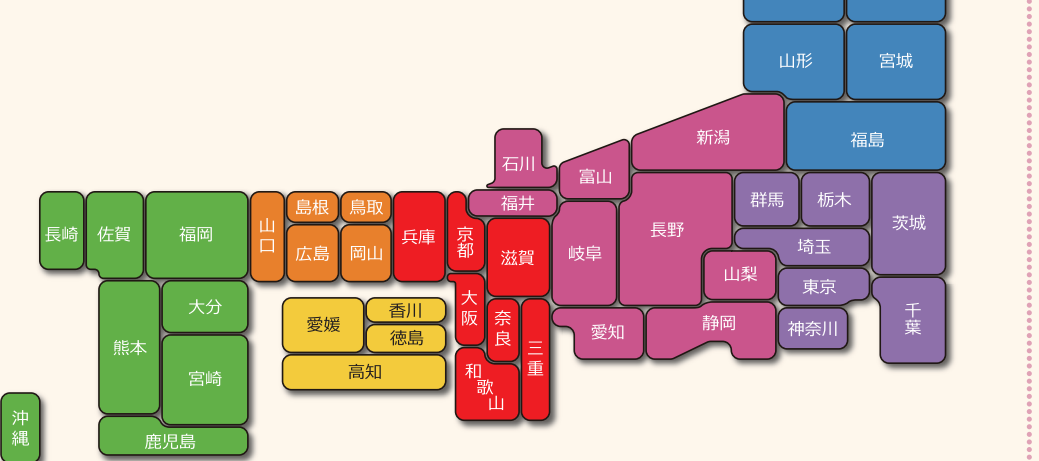 山形
宮城
新潟
福島
石川
富山
福井
群馬
栃木
茨城
長野
埼玉
岐阜
山梨
東京
千葉
神奈川
静岡
愛知
長崎
佐賀
福岡
山口
島根
鳥取
広島
岡山
兵庫
京都
滋賀
大阪
奈良
三重
和歌山
香川
愛媛
徳島
高知
大分
熊本
宮崎
鹿児島
沖縄